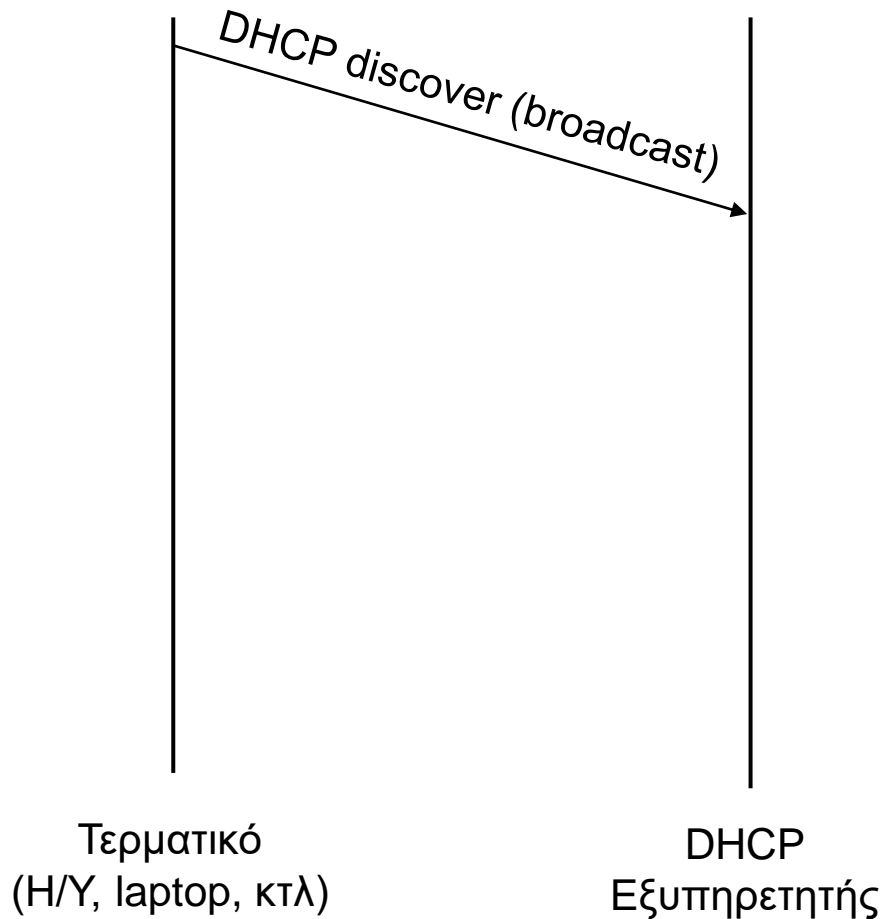 DHCP discover (broadcast)
Τερματικό
(Η/Υ, laptop, κτλ)
DHCP
Εξυπηρετητής